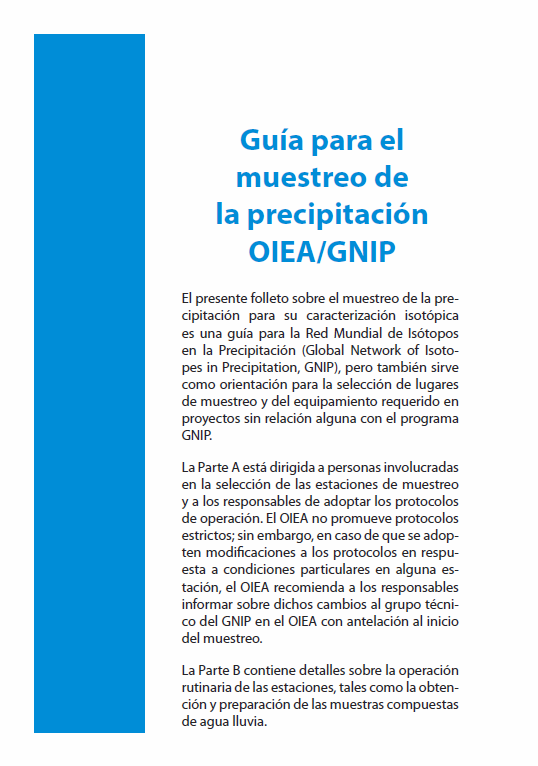 Guía para el
muestreo de
la precipitación
OIEA/GNIP
El presente folleto sobre el muestreo de la pre-
cipitación para su caracterización isotópica
es una guía para la Red Mundial de Isótopos
en la Precipitación (Global Network of Isoto-
pes in Precipitation, GNIP), pero también sirve
como orientación para la selección de lugares
de muestreo y del equipamiento requerido en
proyectos sin relación alguna con el programa
GNIP.
La Parte A está dirigida a personas involucradas
en la selección de las estaciones de muestreo
y a los responsables de adoptar los protocolos
de operación. El OIEA no promueve protocolos
estrictos; sin embargo, en caso de que se adop-
ten modificaciones a los protocolos en respu-
esta a condiciones particulares en alguna es-
tación, el OIEA recomienda a los responsables
informar sobre dichos cambios al grupo técni-
co del GNIP en el OIEA con antelación al inicio
del muestreo.
La Parte B contiene detalles sobre la operación
rutinaria de las estaciones, tales como la obten-
ción y preparación de las muestras compuestas
de agua lluvia.